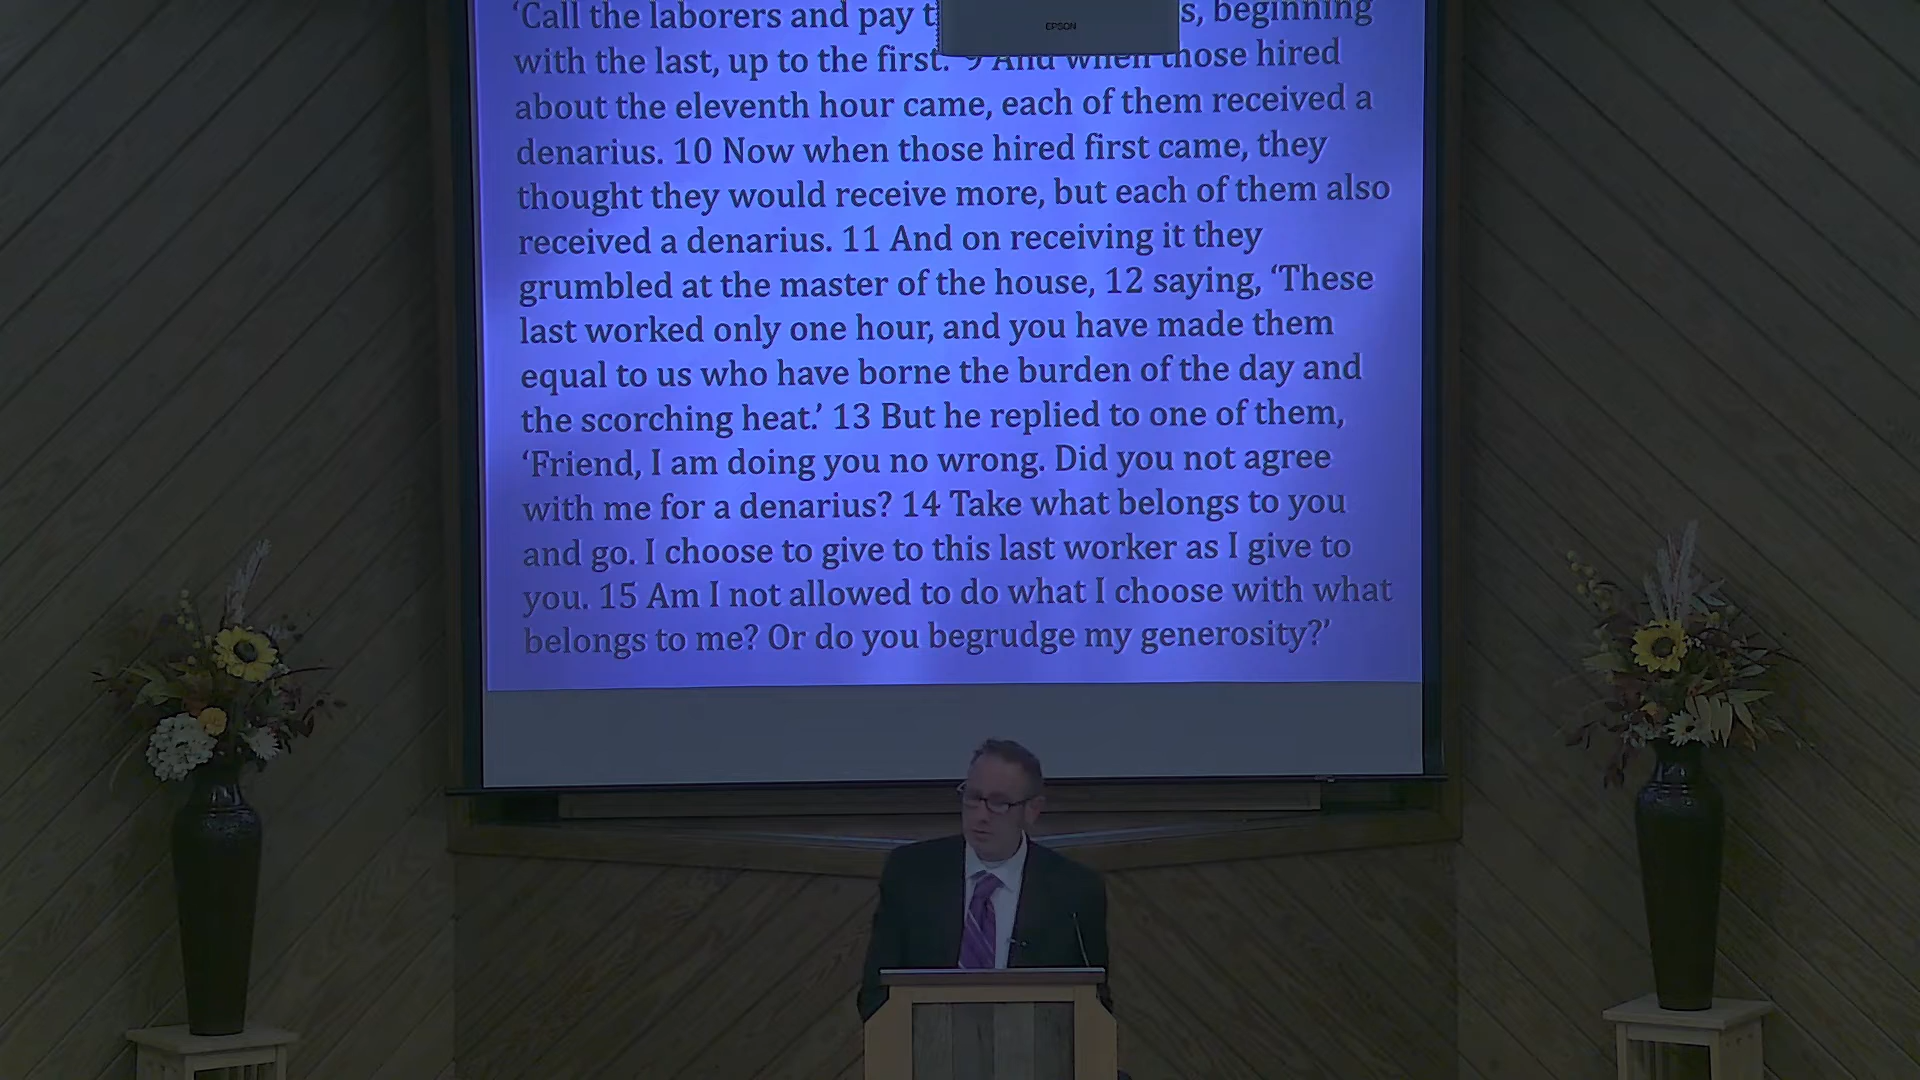 ‘Call the laborers and pay t
EPSON
s, beginning
with the last, up to the first.’ 9 And when those hired
about the eleventh hour came, each of them received a
denarius. 10 Now when those hired first came, they
thought they would receive more, but each of them also
received a denarius. 11 And on receiving it they
grumbled at the master of the house, 12 saying, ‘These
last worked only one hour, and you have made them
equal to us who have borne the burden of the day and
the scorching heat.’ 13 But he replied to one of them,
‘Friend, I am doing you no wrong. Did you not agree
with me for a denarius? 14 Take what belongs to you
and go. I choose to give to this last worker as I give to
you. 15 Am I not allowed to do what I choose with what
belongs to me? Or do you begrudge my generosity?’